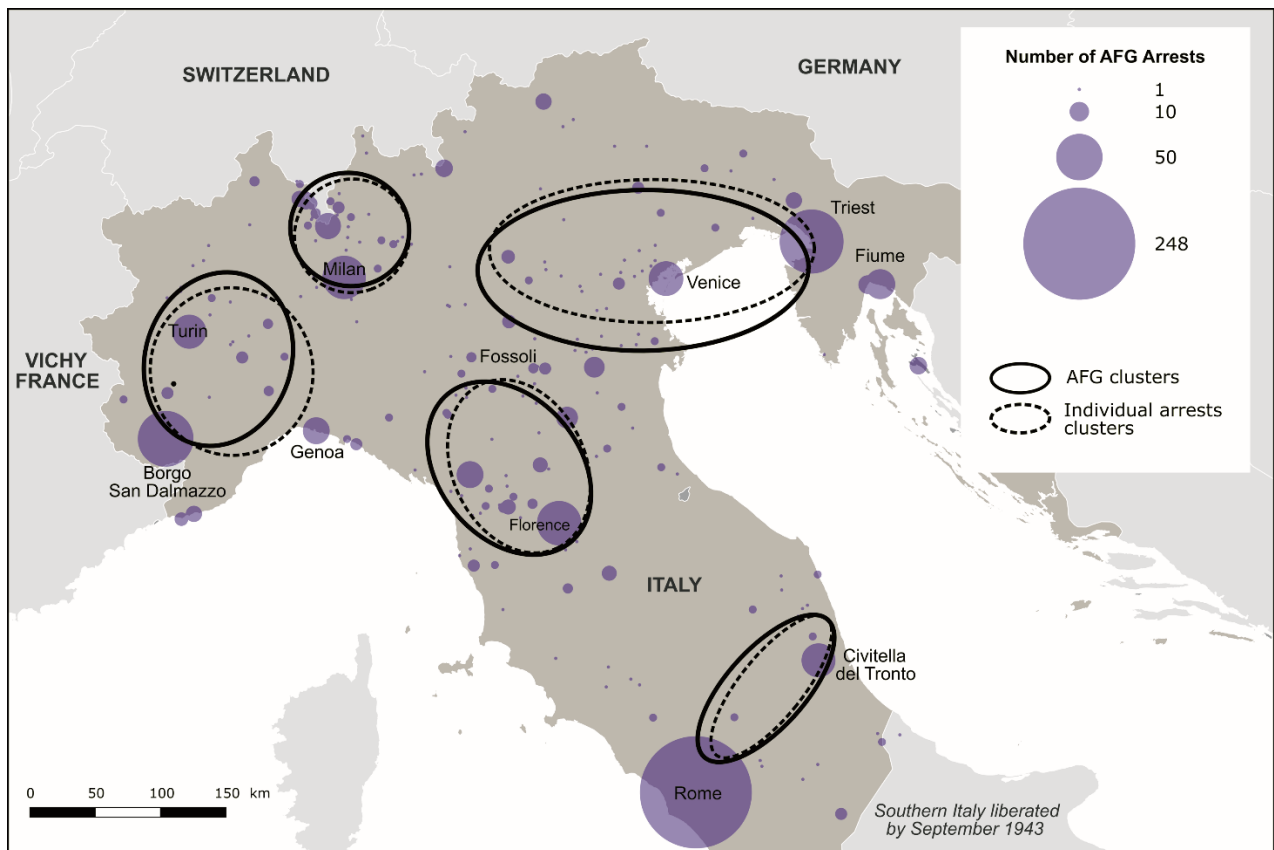 SWITZERLAND
GERMANY
Number of AFG Arrests
1
10
50
248
AFG clusters
Individual arrests
clusters
Triest
Fiume
Venice
Milan
Turin
VICHY
FRANCE
Fossoli
Genoa
Borgo
San Dalmazzo
Florence
ITALY
Civitella
del Tronto
Rome
0 50 100 150 km
Southern Italy liberated
by September 1943